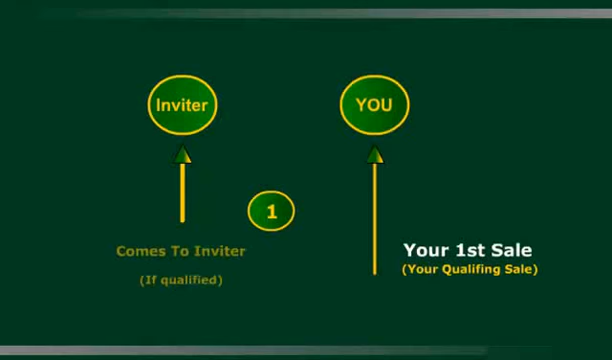 Inviter
YOU
1
Comes To Inviter
(If qualified)
Your 1st Sale
(Your Qualifing Sale)